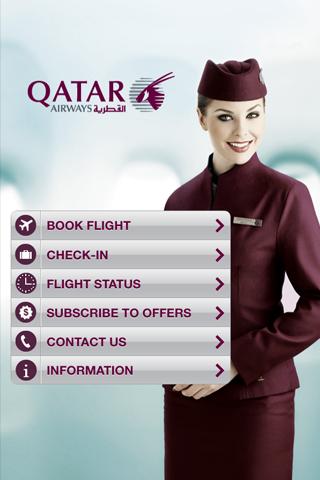 QATAR
AIRWAYS القطرية
BOOK FLIGHT
CHECK-IN
FLIGHT STATUS
SUBSCRIBE TO OFFERS
CONTACT US
INFORMATION